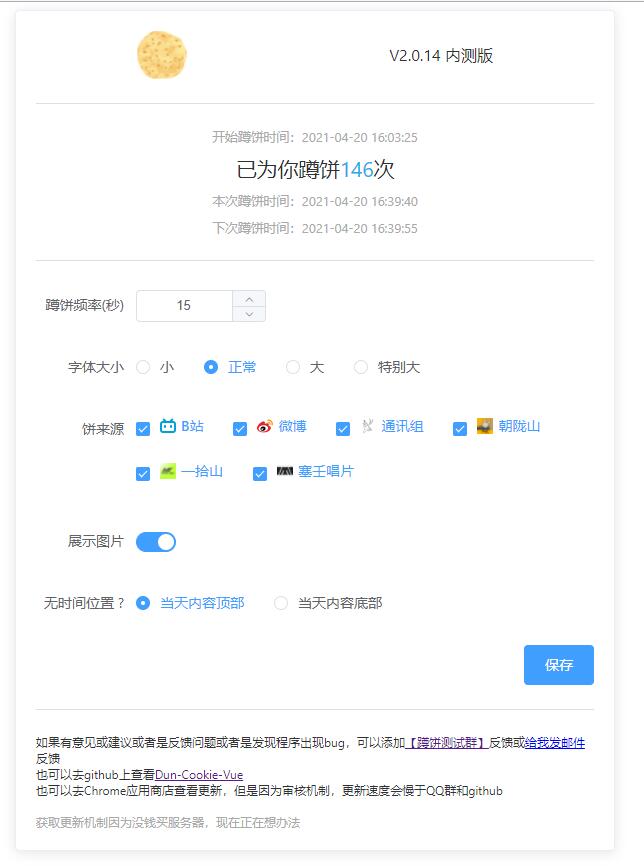 V2.0.14 内测版
开始蹲饼时间：2021-04-20 16:03:25
已为你蹲饼146次
本次蹲饼时间：2021-04-20 16:39:40
下次蹲饼时间：2021-04-20 16:39:55
蹲饼频率(秒) 15
字体大小 小 正常 大 特别大
饼来源 B站 微博 通讯组 朝陇山
一拾山 塞壬唱片
展示图片
无时间位置？ 当天内容顶部 当天内容底部
保存
如果有意见或建议或者是反馈问题或者是发现程序出现bug，可以添加【蹲饼测试群】反馈或给我发邮件
反馈
也可以去github上查看Dun-Cookie-Vue
也可以去Chrome应用商店查看更新，但是因为审核机制，更新速度会慢于QQ群和github
获取更新机制因为没钱买服务器，现在正在想办法